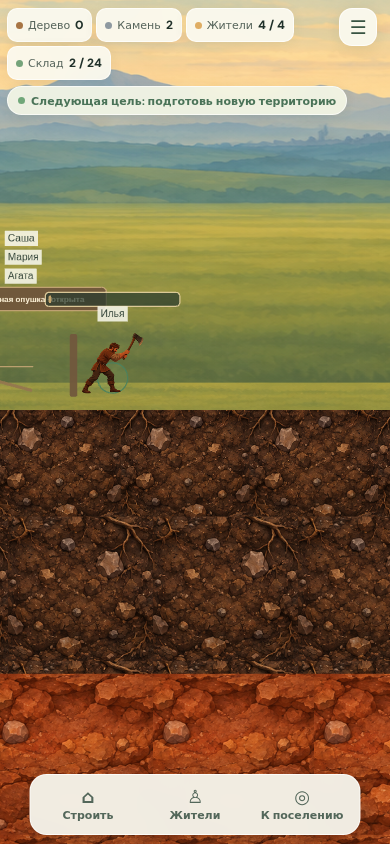 Дерево 0
Камень 2
Жители 4 / 4
Склад 2 / 24
Следующая цель: подготовь новую территорию
Саша
Мария
Агата
ная опушка открыта
Илья
Строить
Жители
К поселению